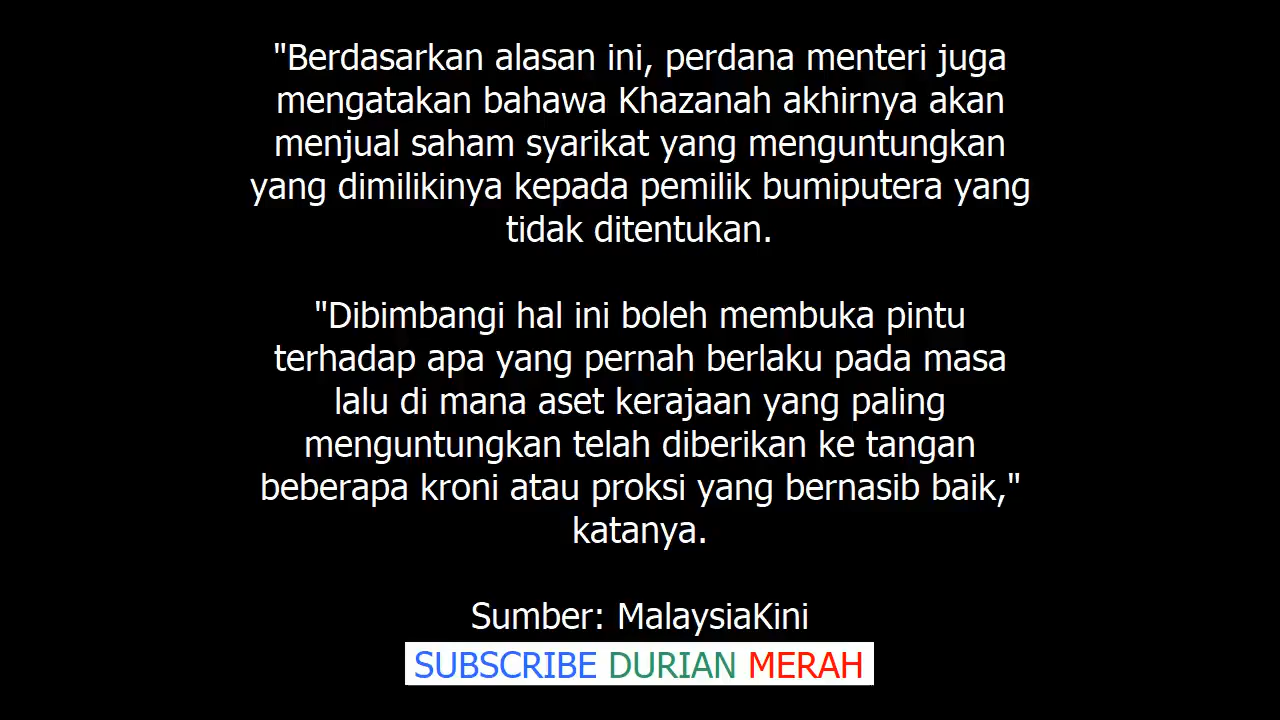 "Berdasarkan alasan ini, perdana menteri juga
mengatakan bahawa Khazanah akhirnya akan
menjual saham syarikat yang menguntungkan
yang dimilikinya kepada pemilik bumiputera yang
tidak ditentukan.
"Dibimbangi hal ini boleh membuka pintu
terhadap apa yang pernah berlaku pada masa
lalu di mana aset kerajaan yang paling
menguntungkan telah diberikan ke tangan
beberapa kroni atau proksi yang bernasib baik,"
katanya.
Sumber: MalaysiaKini
SUBSCRIBE DURIAN MERAH